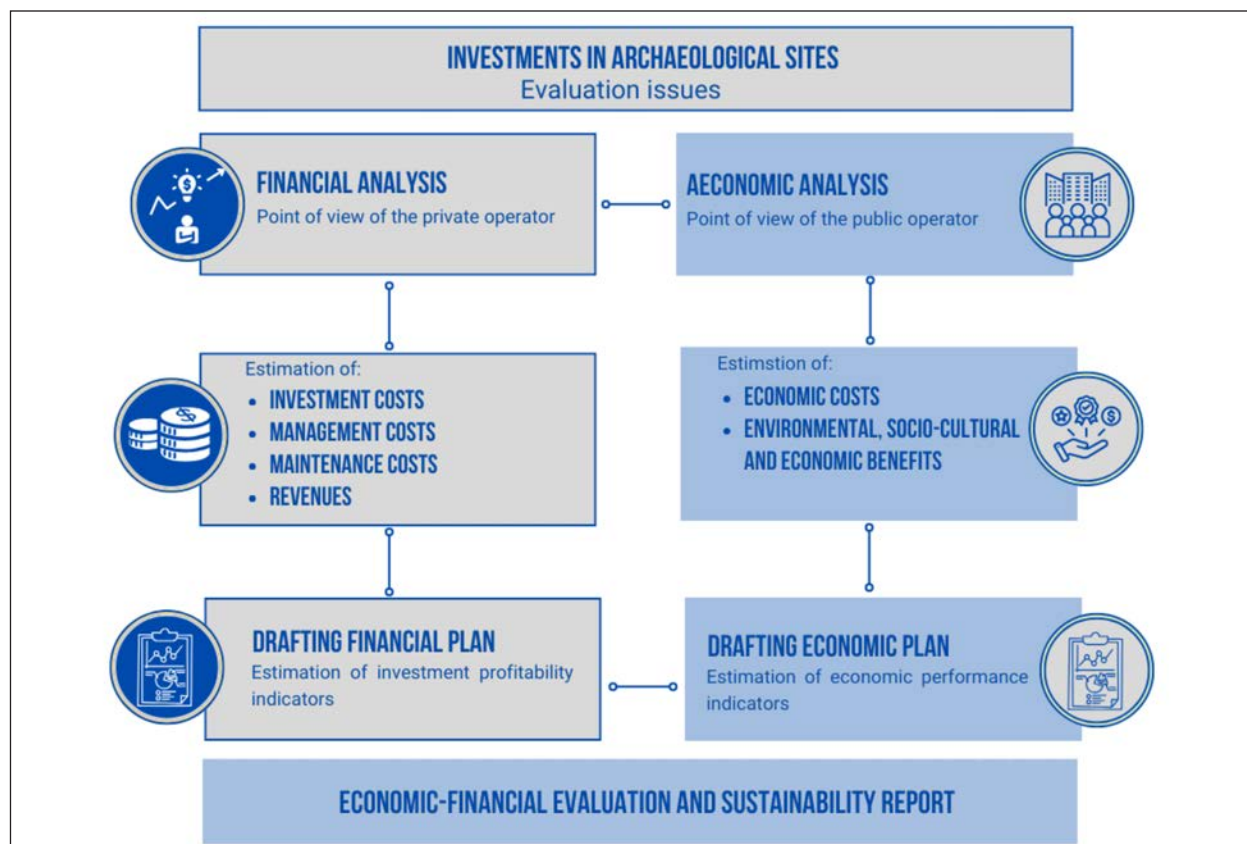 INVESTMENTS IN ARCHAEOLOGICAL SITES
Evaluation issues
FINANCIAL ANALYSIS
Point of view of the private operator
AECONOMIC ANALYSIS
Point of view of the public operator
Estimation of:
• INVESTMENT COSTS
• MANAGEMENT COSTS
• MAINTENANCE COSTS
• REVENUES
Estimstion of:
• ECONOMIC COSTS
• ENVIRONMENTAL, SOCIO-CULTURAL
AND ECONOMIC BENEFITS
DRAFTING FINANCIAL PLAN
Estimation of investment profitability
indicators
DRAFTING ECONOMIC PLAN
Estimation of economic performance
indicators
ECONOMIC-FINANCIAL EVALUATION AND SUSTAINABILITY REPORT